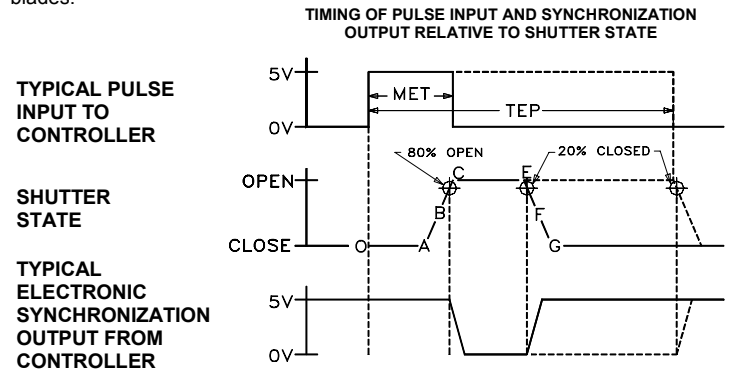 blades.
TIMING OF PULSE INPUT AND SYNCHRONIZATION
OUTPUT RELATIVE TO SHUTTER STATE
TYPICAL PULSE
INPUT TO
CONTROLLER
5V
MET
TEP
0V
SHUTTER
STATE
80% OPEN
20% CLOSED
OPEN
C
E
B
F
CLOSE
O
A
G
TYPICAL
ELECTRONIC
SYNCHRONIZATION
OUTPUT FROM
CONTROLLER
5V
0V